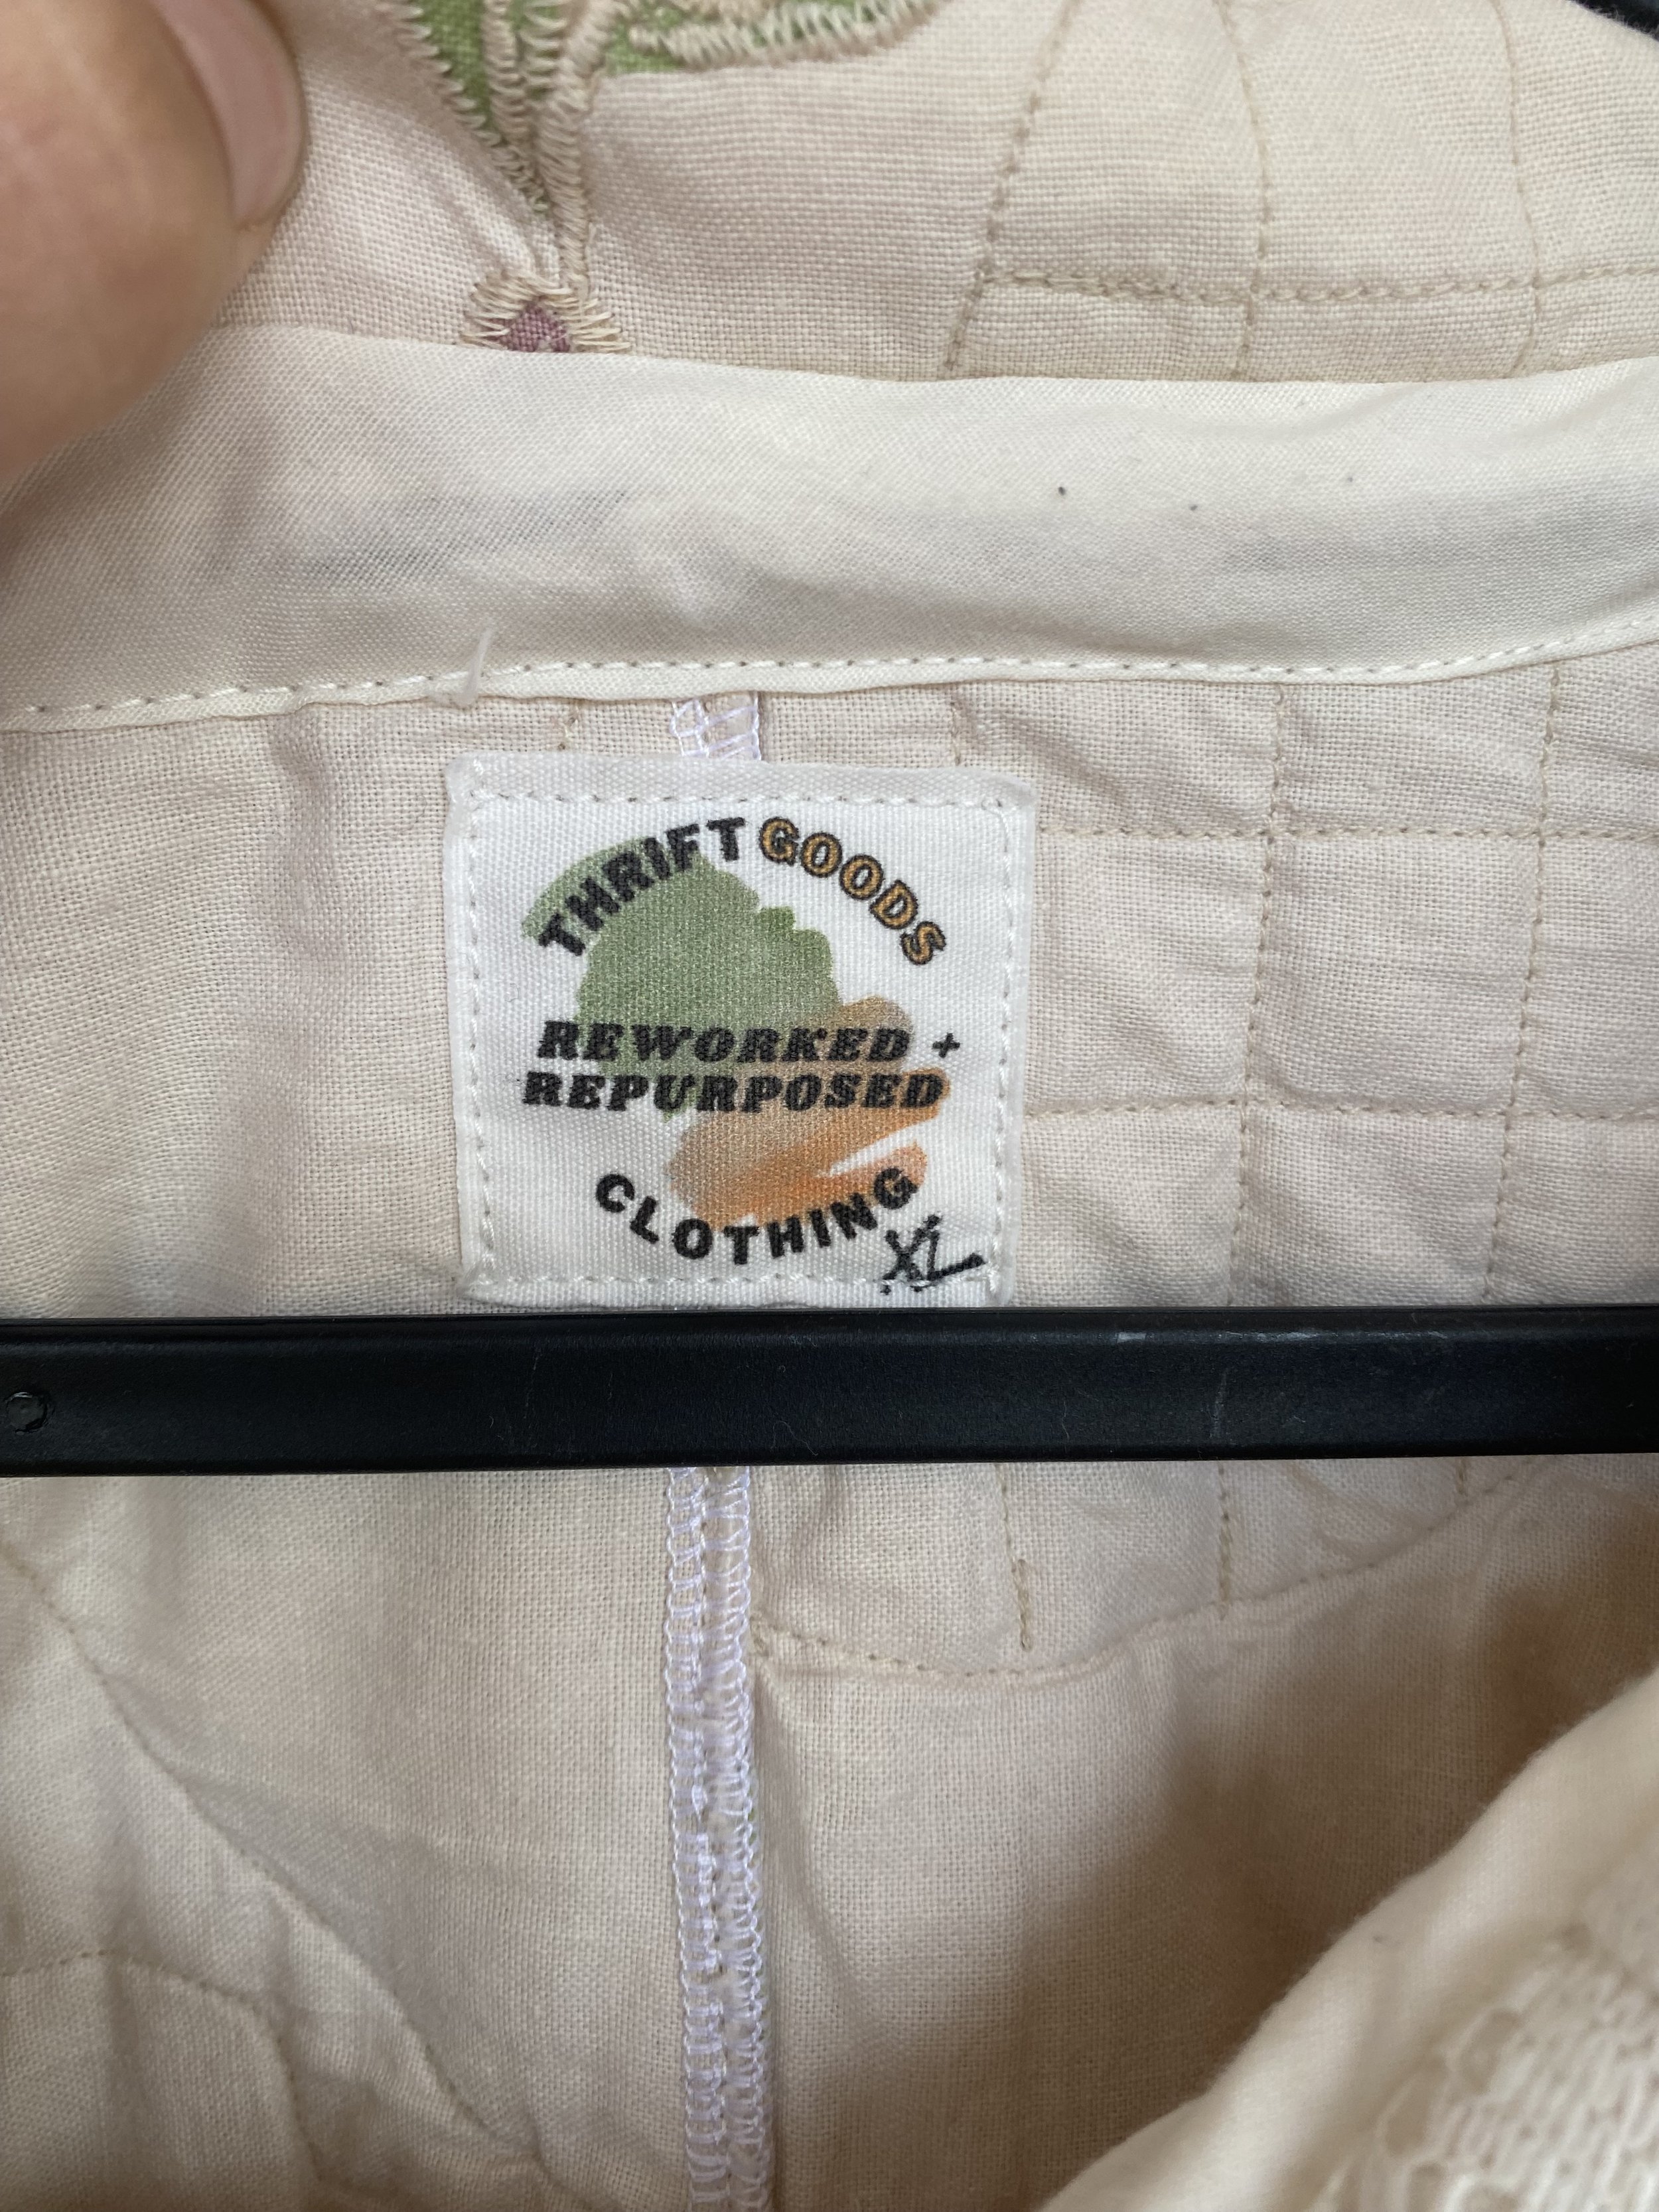 THRIFT GOODS
REWORKED +
REPURPOSED
CLOTHING
XL